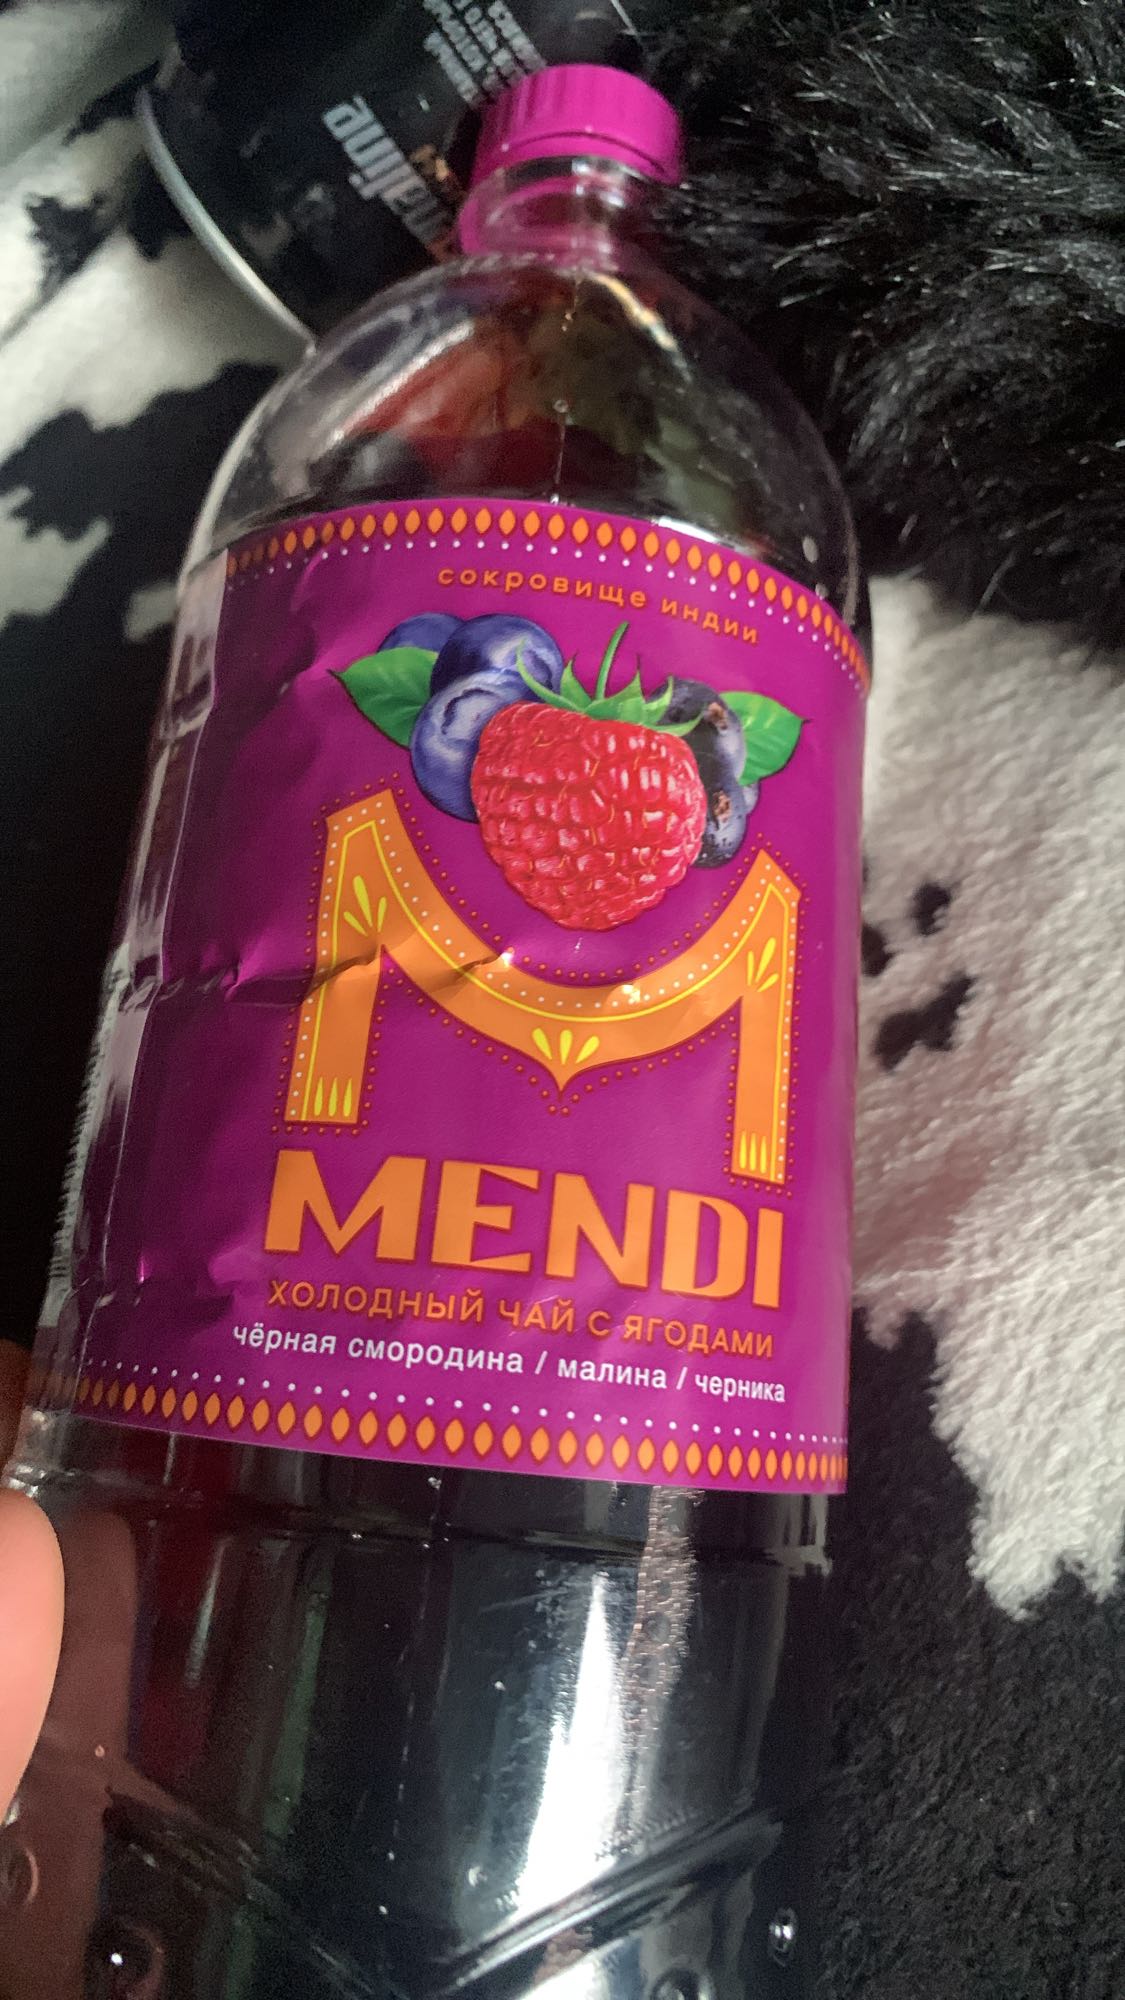 сокровище индии
MENDI
ХОЛОДНЫЙ ЧАЙ С ЯГОДАМИ
чёрная смородина / малина / черника